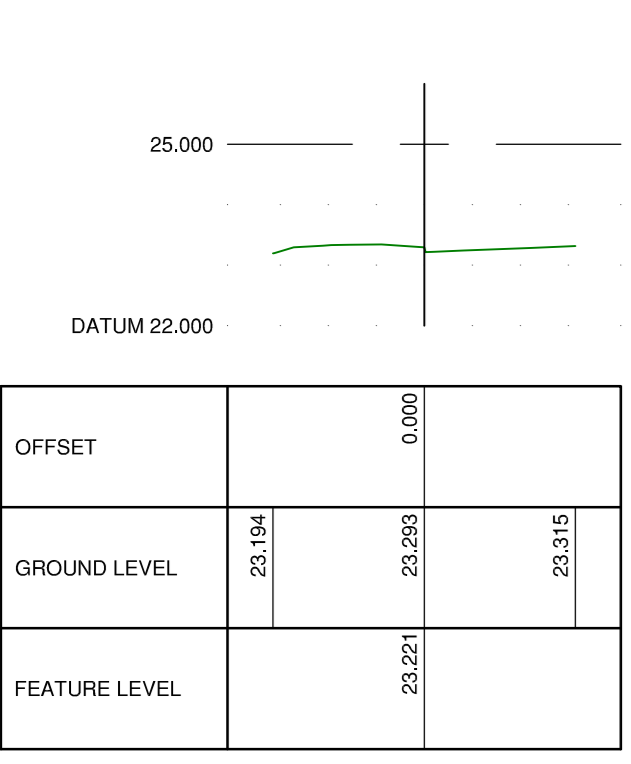 25.000
DATUM 22.000
OFFSET
0.000
GROUND LEVEL
23.194
23.293
23.315
FEATURE LEVEL
23.221